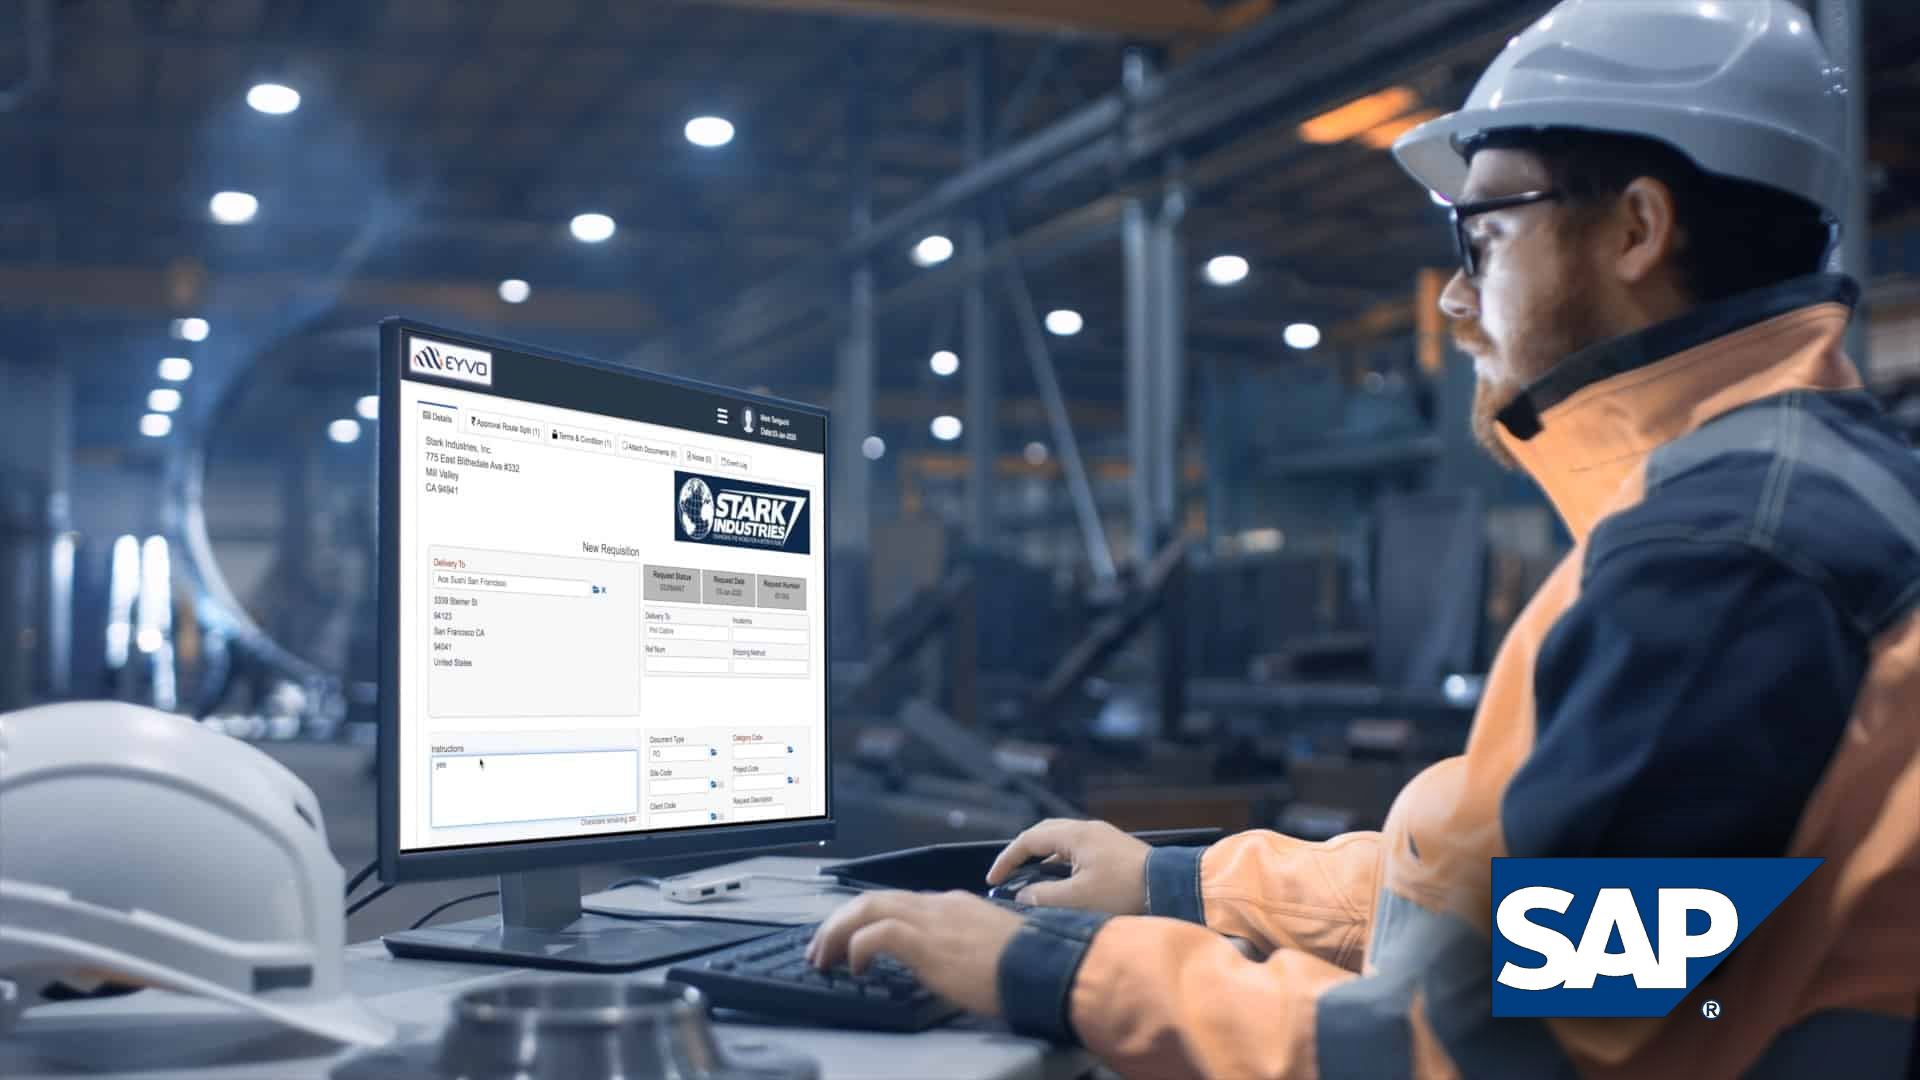 EYVO
Details
Approval Route Split (1)
Terms & Condition (1)
Attach Documents (0)
Notes (0)
Event Log
Stark Industries, Inc.
775 East Blithedale Ave #332
Mill Valley
CA 94941
STARK
INDUSTRIES
New Requisition
Delivery To
Ace Sushi San Francisco
3339 Steiner St
94123
San Francisco CA
94041
United States
Request Status
Request Date
Request Number
Delivery To
Incoterms
Ref Num
Shipping Method
Instructions
yes
Characters remaining
Document Type
Category Code
PO
Site Code
Project Code
Client Code
Request Description
SAP
®